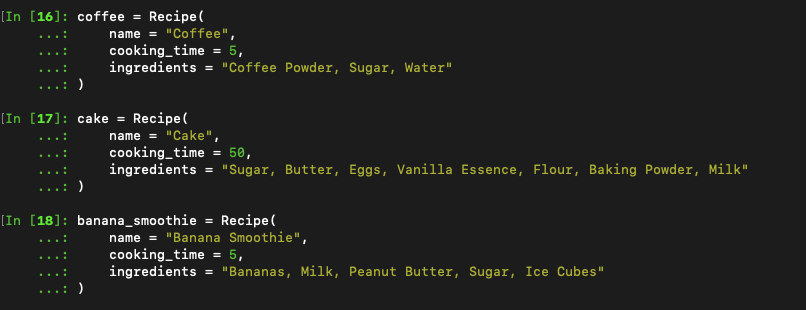 [In [16]: coffee = Recipe(
    ...:     name = "Coffee",
    ...:     cooking_time = 5,
    ...:     ingredients = "Coffee Powder, Sugar, Water"
    ...: )
[In [17]: cake = Recipe(
    ...:     name = "Cake",
    ...:     cooking_time = 50,
    ...:     ingredients = "Sugar, Butter, Eggs, Vanilla Essence, Flour, Baking Powder, Milk"
    ...: )
[In [18]: banana_smoothie = Recipe(
    ...:     name = "Banana Smoothie",
    ...:     cooking_time = 5,
    ...:     ingredients = "Bananas, Milk, Peanut Butter, Sugar, Ice Cubes"
    ...: )